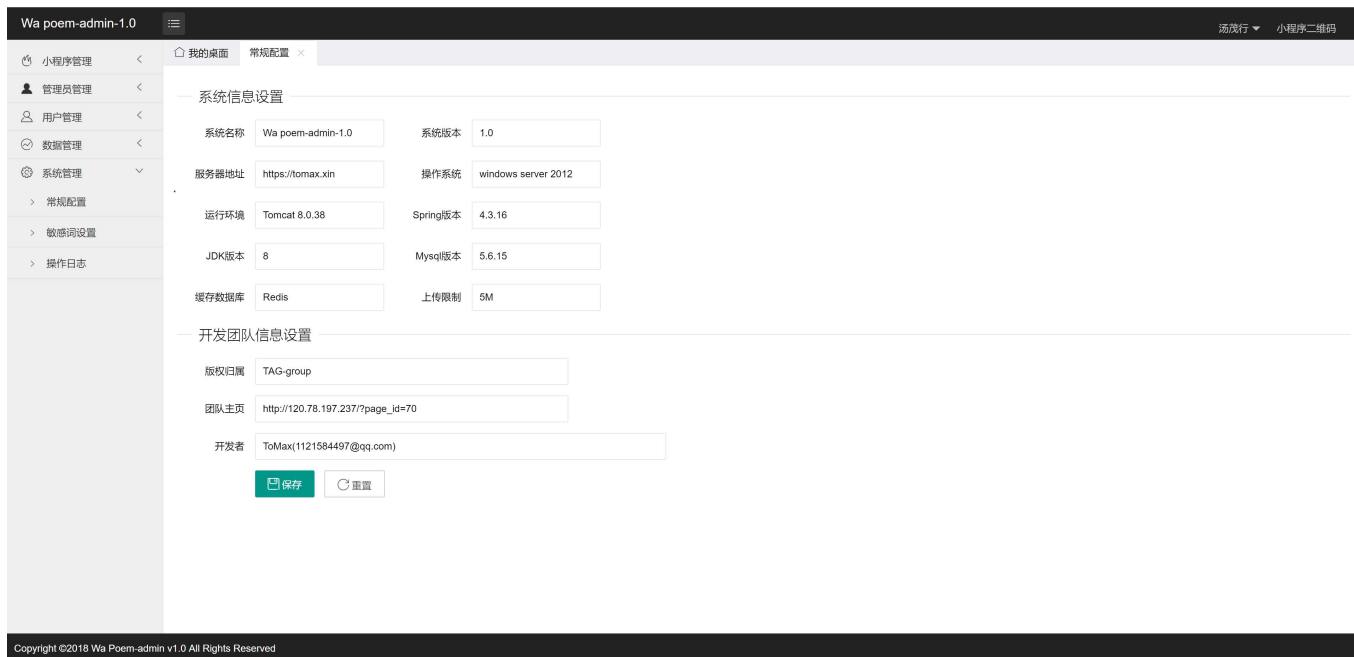 Wa poem-admin-1.0
汤茂行 小程序二维码
小程序管理
管理员管理
用户管理
数据管理
系统管理
常规配置
敏感词设置
操作日志
我的桌面 常规配置
系统信息设置
系统名称 Wa poem-admin-1.0 系统版本 1.0
服务器地址 https://tomax.xin 操作系统 windows server 2012
运行环境 Tomcat 8.0.38 Spring版本 4.3.16
JDK版本 8 Mysql版本 5.6.15
缓存数据库 Redis 上传限制 5M
开发团队信息设置
版权归属 TAG-group
团队主页 http://120.78.197.237/?page_id=70
开发者 ToMax(1121584497@qq.com)
保存 重置
Copyright ©2018 Wa Poem-admin v1.0 All Rights Reserved